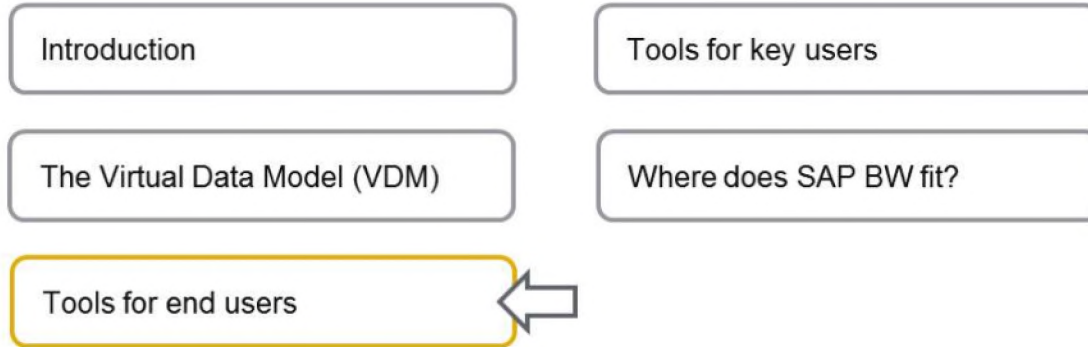 Introduction
The Virtual Data Model (VDM)
Tools for end users
Tools for key users
Where does SAP BW fit?